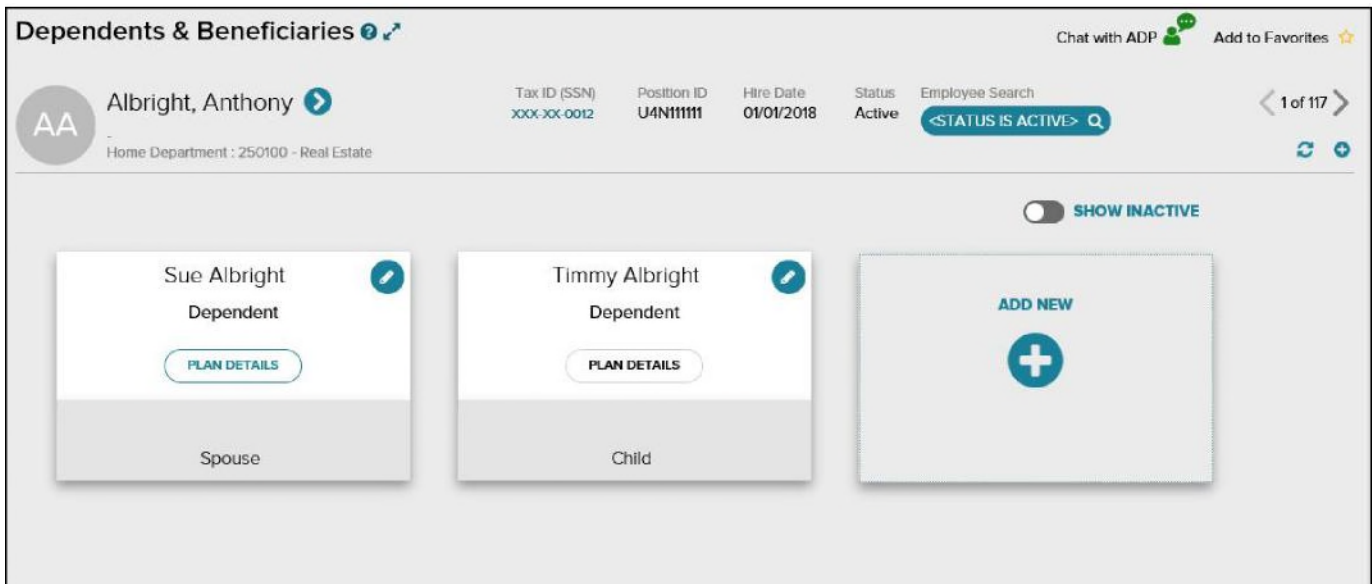 Dependents & Beneficiaries ?
Chat with ADP Add to Favorites
AA
Albright, Anthony
-
Home Department : 250100 - Real Estate
Tax ID (SSN) Position ID Hire Date Status Employee Search
XXX-XX-0012 U4N111111 01/01/2018 Active <STATUS IS ACTIVE>
1 of 117
SHOW INACTIVE
Sue Albright
Dependent
PLAN DETAILS
Spouse
Timmy Albright
Dependent
PLAN DETAILS
Child
ADD NEW